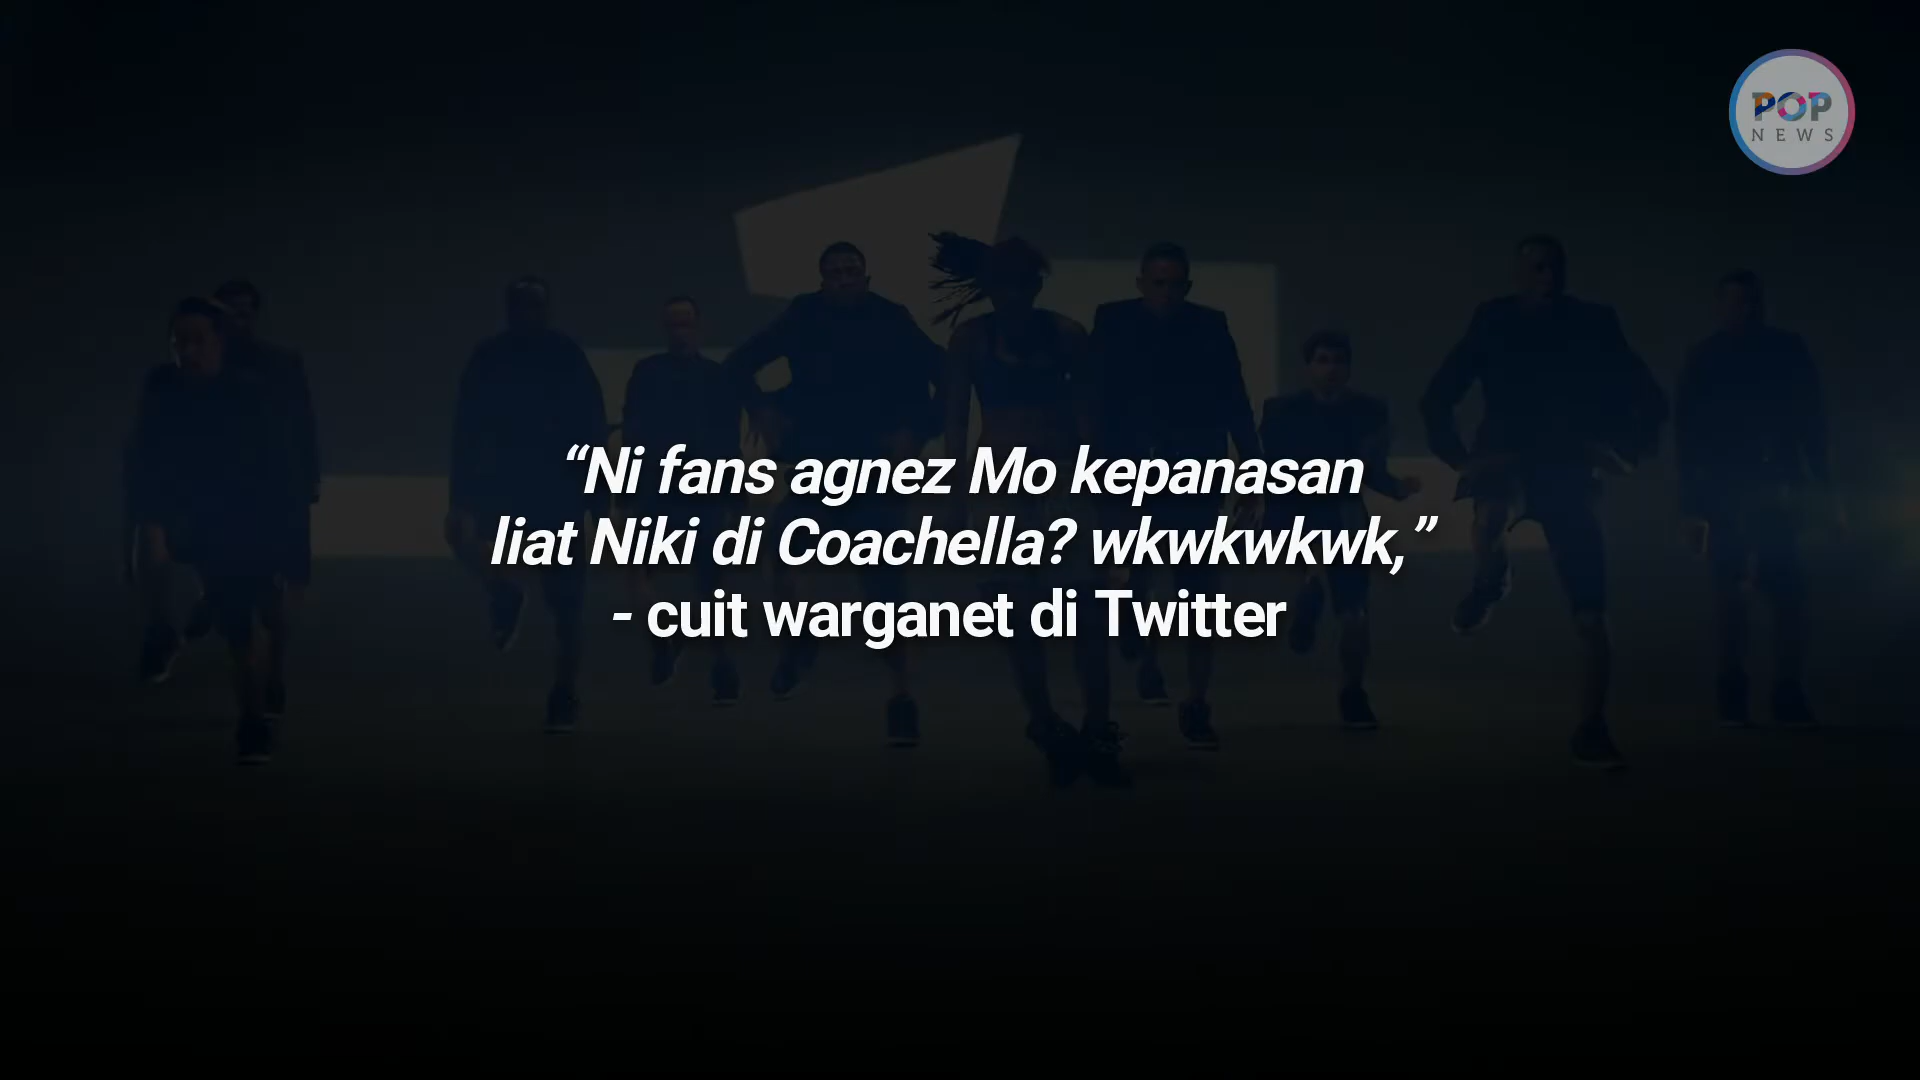 POP
NEWS
“Ni fans agnez Mo kepanasan
liat Niki di Coachella? wkwkwkwk,”
- cuit warganet di Twitter